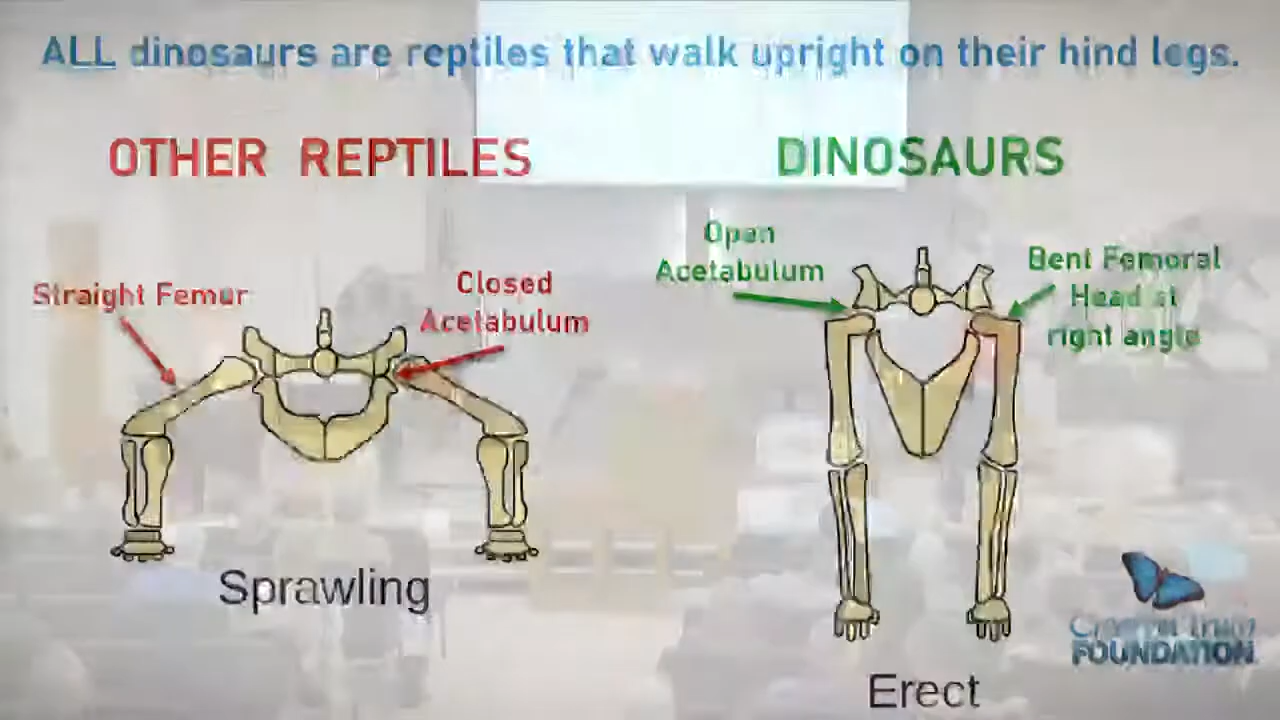 ALL dinosaurs are reptiles that walk upright on their hind legs.
OTHER REPTILES
DINOSAURS
Open
Acetabulum
Bent Femoral
Head at
right angle
Straight Femur
Closed
Acetabulum
Sprawling
Erect
FOUNDATION